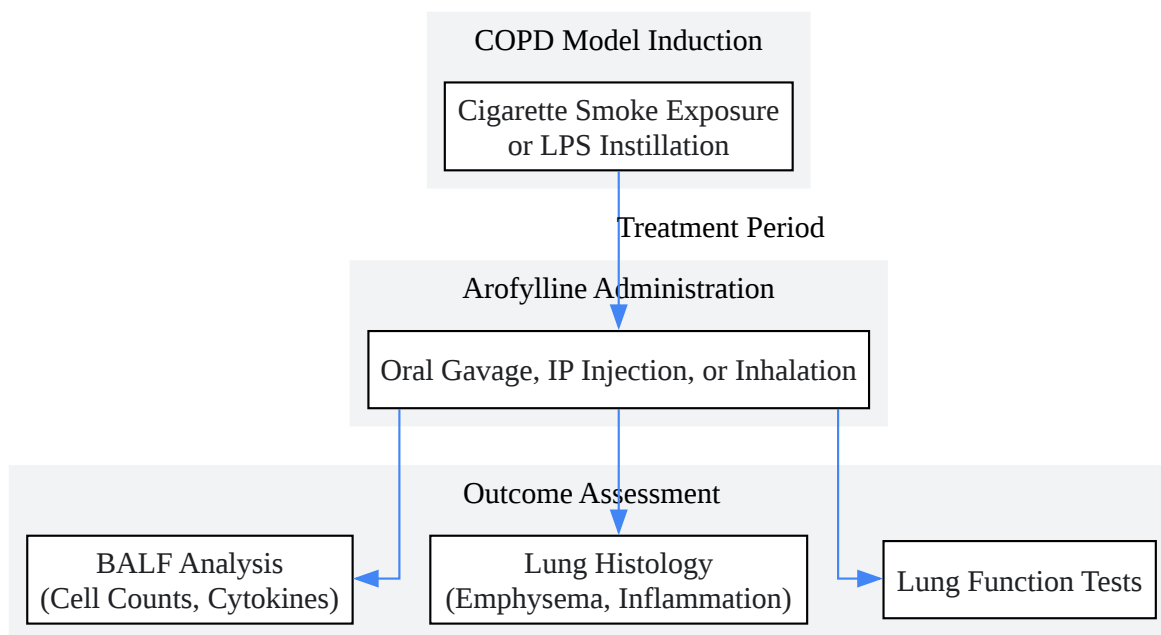 COPD Model Induction
Cigarette Smoke Exposure
or LPS Instillation
Treatment Period
Arofylline Administration
Oral Gavage, IP Injection, or Inhalation
Outcome Assessment
BALF Analysis
(Cell Counts, Cytokines)
Lung Histology
(Emphysema, Inflammation)
Lung Function Tests